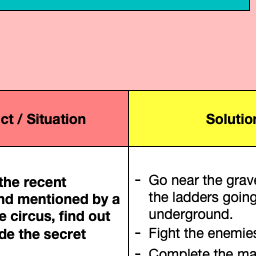 ct / Situation
Solution
the recent
nd mentioned by a
e circus, find out
de the secret
- Go near the grave
the ladders going
underground.
- Fight the enemies
- Complete the ma